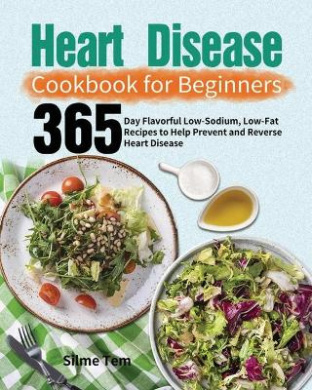 Heart Disease
Cookbook for Beginners
365
Day Flavorful Low-Sodium, Low-Fat
Recipes to Help Prevent and Reverse
Heart Disease
Silme Tem